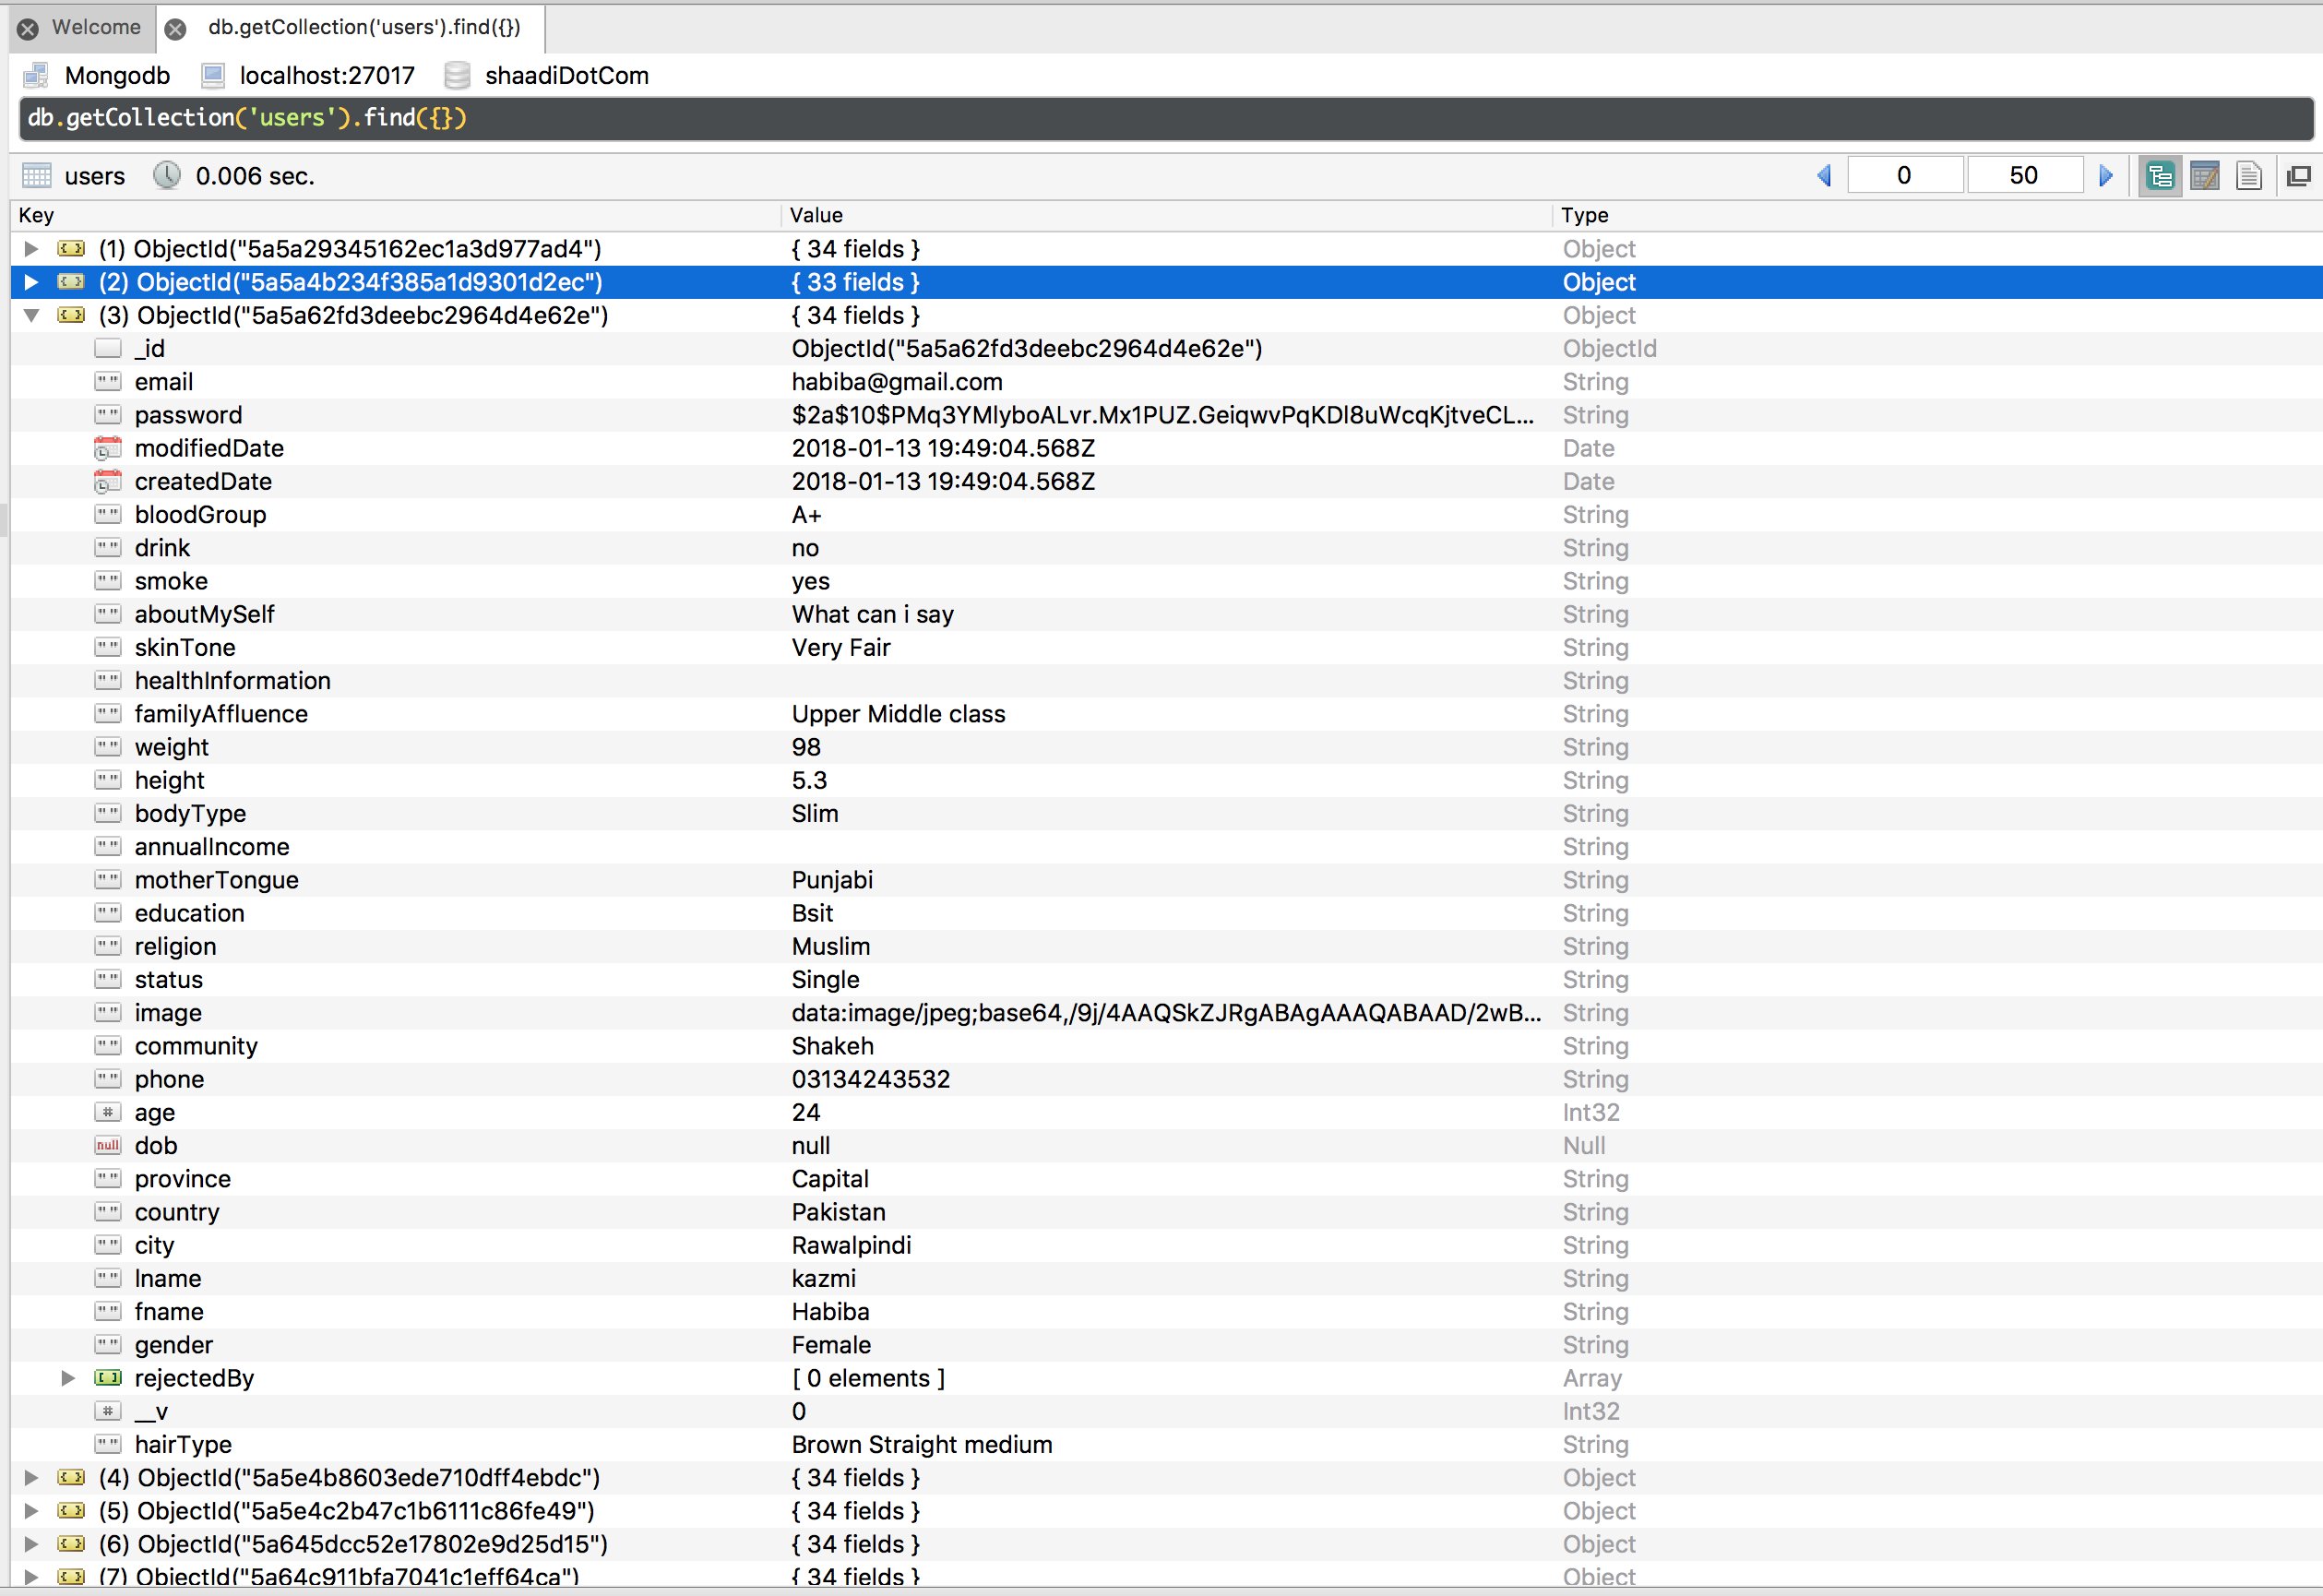 Welcome db.getCollection('users').find({})
Mongodb localhost:27017 shaadiDotCom
db.getCollection('users').find({})
users 0.006 sec. 0 50
Key Value Type
(1) ObjectId("5a5a29345162ec1a3d977ad4") { 34 fields } Object
(2) ObjectId("5a5a4b234f385a1d9301d2ec") { 33 fields } Object
(3) ObjectId("5a5a62fd3deebc2964d4e62e") { 34 fields } Object
_id ObjectId("5a5a62fd3deebc2964d4e62e") ObjectId
"" email habiba@gmail.com String
"" password $2a$10$PMq3YMlyboALvr.Mx1PUZ.GeiqwvPqKDl8uWcqKjtveCL... String
modifiedDate 2018-01-13 19:49:04.568Z Date
createdDate 2018-01-13 19:49:04.568Z Date
"" bloodGroup A+ String
"" drink no String
"" smoke yes String
"" aboutMySelf What can i say String
"" skinTone Very Fair String
"" healthInformation String
"" familyAffluence Upper Middle class String
"" weight 98 String
"" height 5.3 String
"" bodyType Slim String
"" annualIncome String
"" motherTongue Punjabi String
"" education Bsit String
"" religion Muslim String
"" status Single String
"" image data:image/jpeg;base64,/9j/4AAQSkZJRgABAgAAAQABAAD/2wB... String
"" community Shakeh String
"" phone 03134243532 String
# age 24 Int32
null dob null Null
"" province Capital String
"" country Pakistan String
"" city Rawalpindi String
"" lname kazmi String
"" fname Habiba String
"" gender Female String
rejectedBy [ 0 elements ] Array
# __v 0 Int32
"" hairType Brown Straight medium String
(4) ObjectId("5a5e4b8603ede710dff4ebdc") { 34 fields } Object
(5) ObjectId("5a5e4c2b47c1b6111c86fe49") { 34 fields } Object
(6) ObjectId("5a645dcc52e17802e9d25d15") { 34 fields } Object
(7) ObjectId("5a64c911bfa7041c1eff64ca") { 34 fields } Object